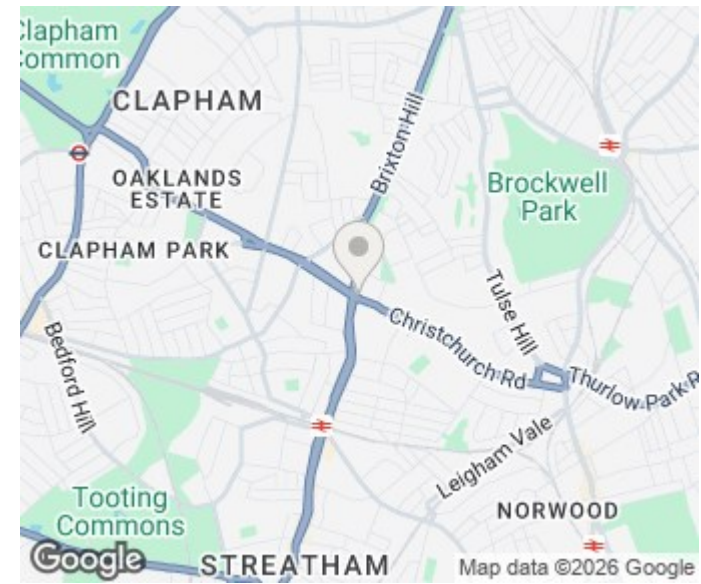 Clapham
Common
CLAPHAM
OAKLANDS
ESTATE
CLAPHAM PARK
Brixton Hill
Brockwell
Park
Tulse Hill
Christchurch Rd
Thurlow Park R
Bedford Hill
Leigham Vale
Tooting
Commons
NORWOOD
STREATHAM
Google
Map data ©2026 Google